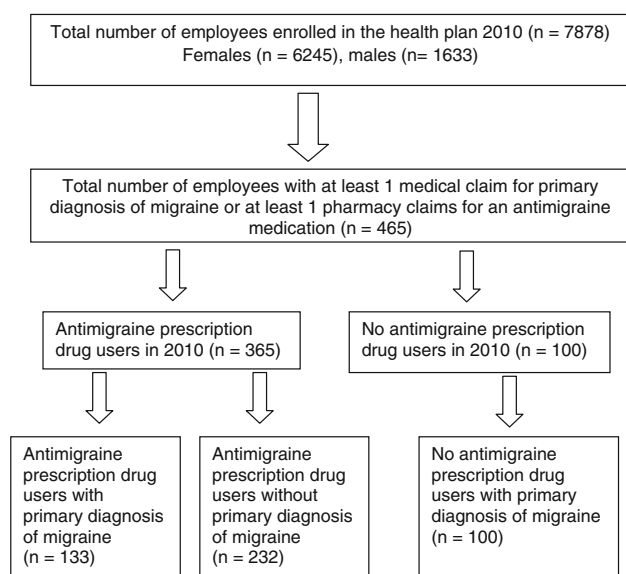 Total number of employees enrolled in the health plan 2010 (n = 7878)
Females (n = 6245), males (n= 1633)
Total number of employees with at least 1 medical claim for primary
diagnosis of migraine or at least 1 pharmacy claims for an antimigraine
medication (n = 465)
Antimigraine prescription
drug users in 2010 (n = 365)
No antimigraine prescription
drug users in 2010 (n = 100)
Antimigraine
prescription drug
users with
primary diagnosis
of migraine
(n = 133)
Antimigraine
prescription drug
users without
primary diagnosis
of migraine
(n = 232)
No antimigraine
prescription drug
users with primary
diagnosis of migraine
(n = 100)